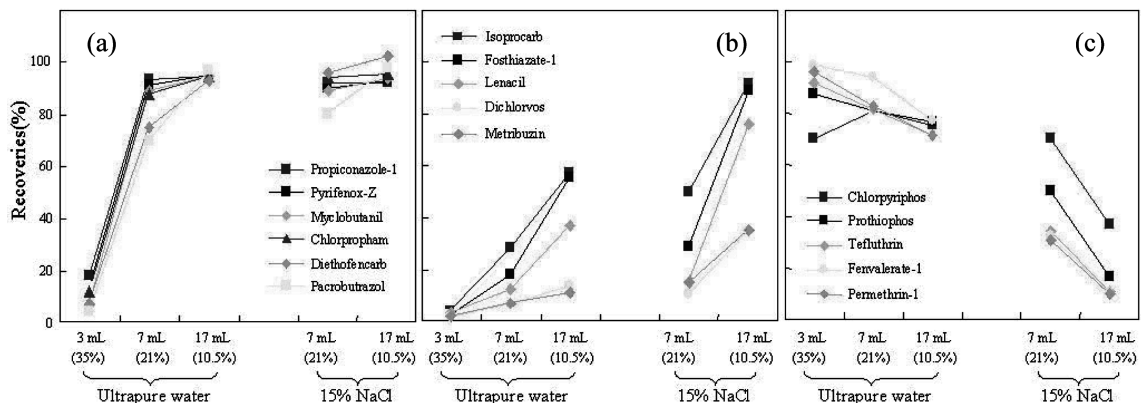 (a)
(b)
(c)
Recoveries(%)
100
80
60
40
20
0
Propiconazole-1
Pyrifenox-Z
Myclobutanil
Chlorpropham
Diethofencarb
Pacrobutrazol
Isoprocarb
Fosthiazate-1
Lenacil
Dichlorvos
Metribuzin
Chlorpyriphos
Prothiophos
Tefluthrin
Fenvalerate-1
Permethrin-1
3 mL 7 mL 17 mL 7 mL 17 mL
(35%) (21%) (10.5%) (21%) (10.5%)
Ultrapure water 15% NaCl
3 mL 7 mL 17 mL 7 mL 17 mL
(35%) (21%) (10.5%) (21%) (10.5%)
Ultrapure water 15% NaCl
3 mL 7 mL 17 mL 7 mL 17 mL
(35%) (21%) (10.5%) (21%) (10.5%)
Ultrapure water 15% NaCl